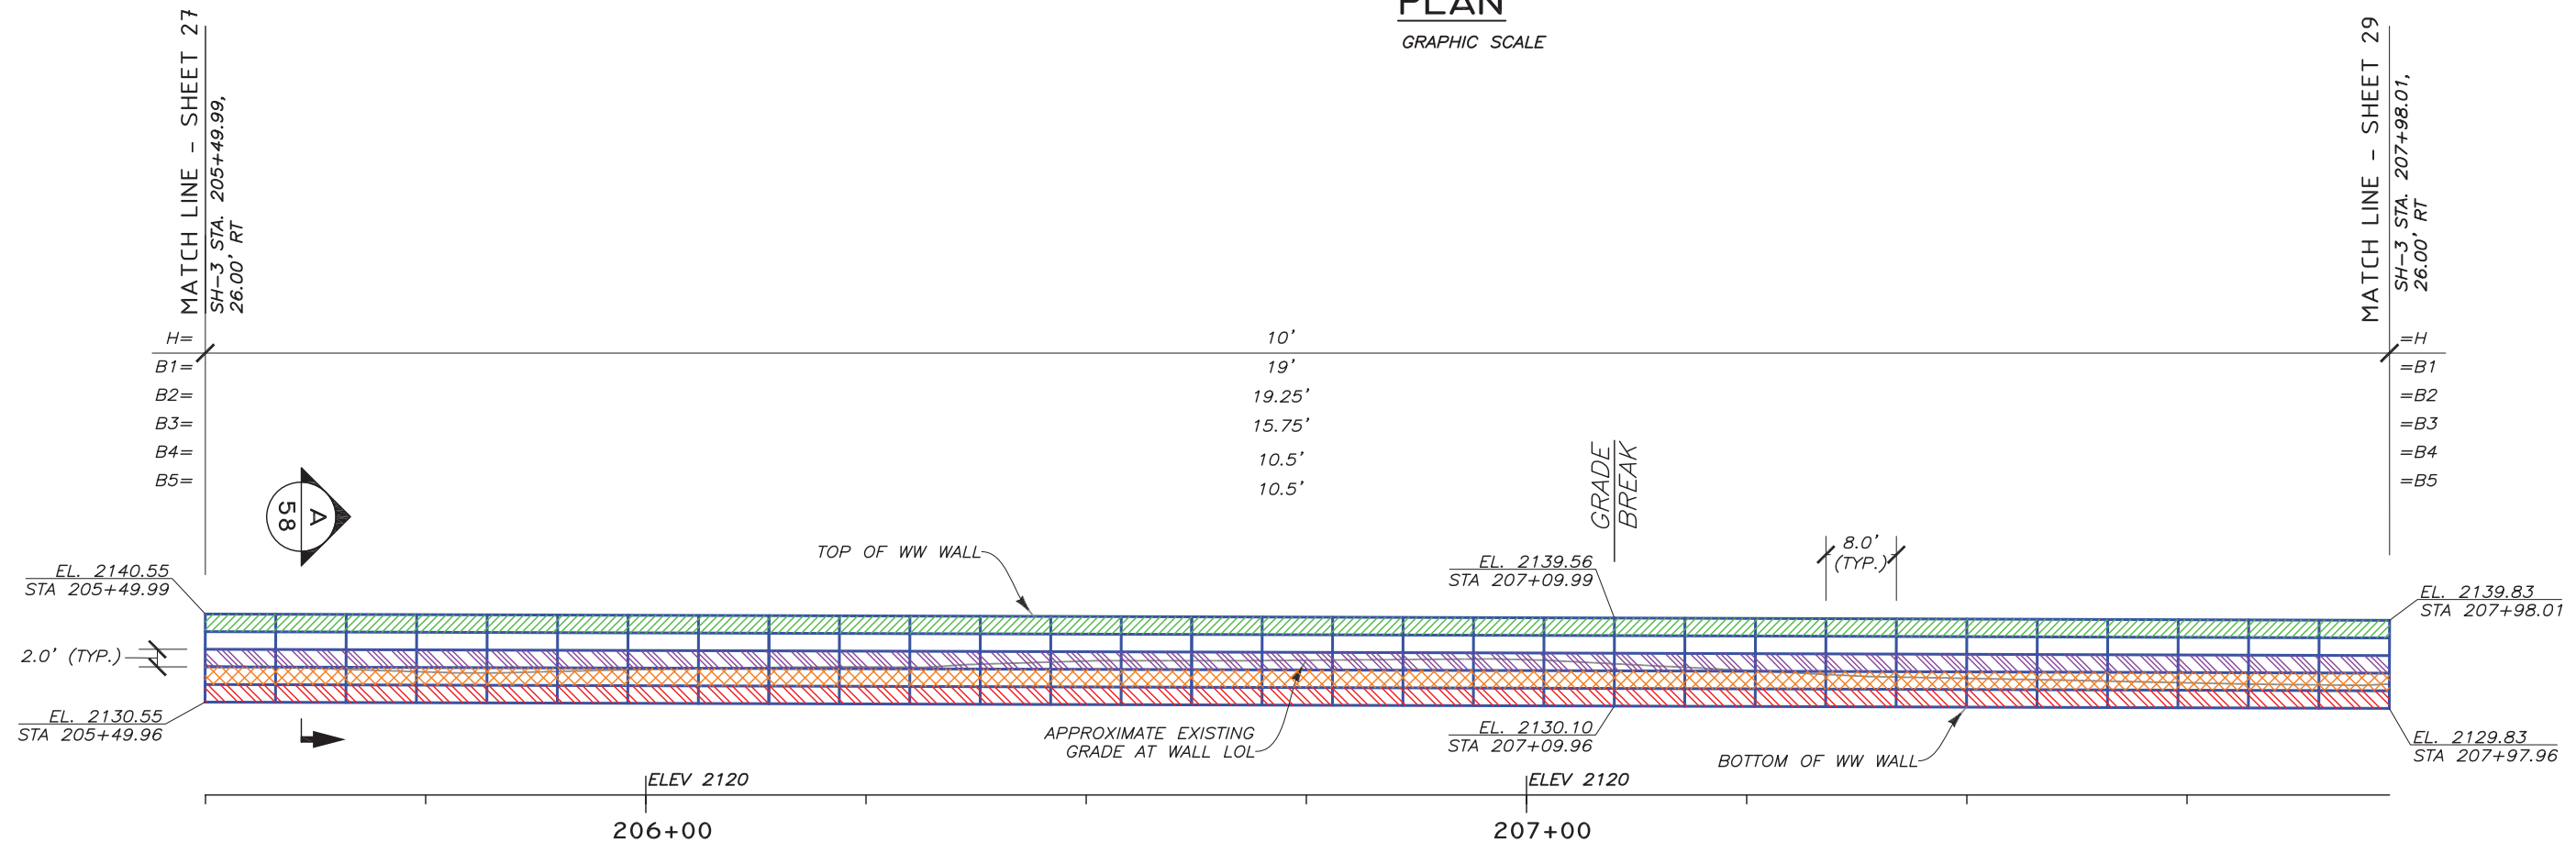 PLAN
GRAPHIC SCALE
MATCH LINE - SHEET 27
SH-3 STA. 205+49.99,
26.00' RT
MATCH LINE - SHEET 29
SH-3 STA. 207+98.01,
26.00' RT
H= 10' =H
B1= 19' =B1
B2= 19.25' =B2
B3= 15.75' =B3
B4= 10.5' =B4
B5= 10.5' =B5
A
58
GRADE
BREAK
TOP OF WW WALL
8.0'
(TYP.)
EL. 2140.55
STA 205+49.99
EL. 2139.56
STA 207+09.99
EL. 2139.83
STA 207+98.01
2.0' (TYP.)
EL. 2130.55
STA 205+49.96
APPROXIMATE EXISTING
GRADE AT WALL LOL
EL. 2130.10
STA 207+09.96
BOTTOM OF WW WALL
EL. 2129.83
STA 207+97.96
ELEV 2120
ELEV 2120
206+00
207+00